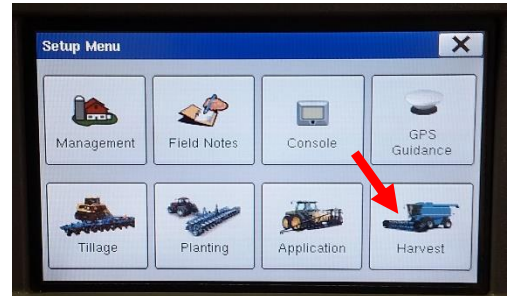 Setup Menu
Management
Field Notes
Console
GPS
Guidance
Tillage
Planting
Application
Harvest